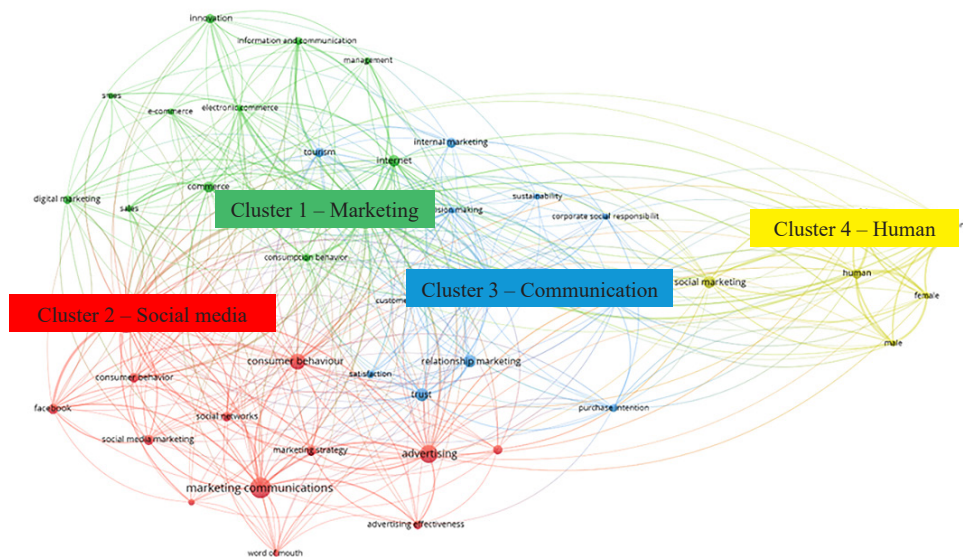 innovation
information and communication
management
smes
e-commerce
electronic commerce
internal marketing
tourism
internet
commerce
digital marketing
sales
sustainability
Cluster 1 – Marketing
making
corporate social responsibilit
Cluster 4 – Human
consumption behavior
human
social marketing
Cluster 3 – Communication
female
custome
Cluster 2 – Social media
male
consumer behaviour
relationship marketing
consumer behavior
satisfaction
trust
facebook
purchase intention
social networks
social media marketing
marketing strategy
advertising
marketing communications
advertising effectiveness
word of mouth